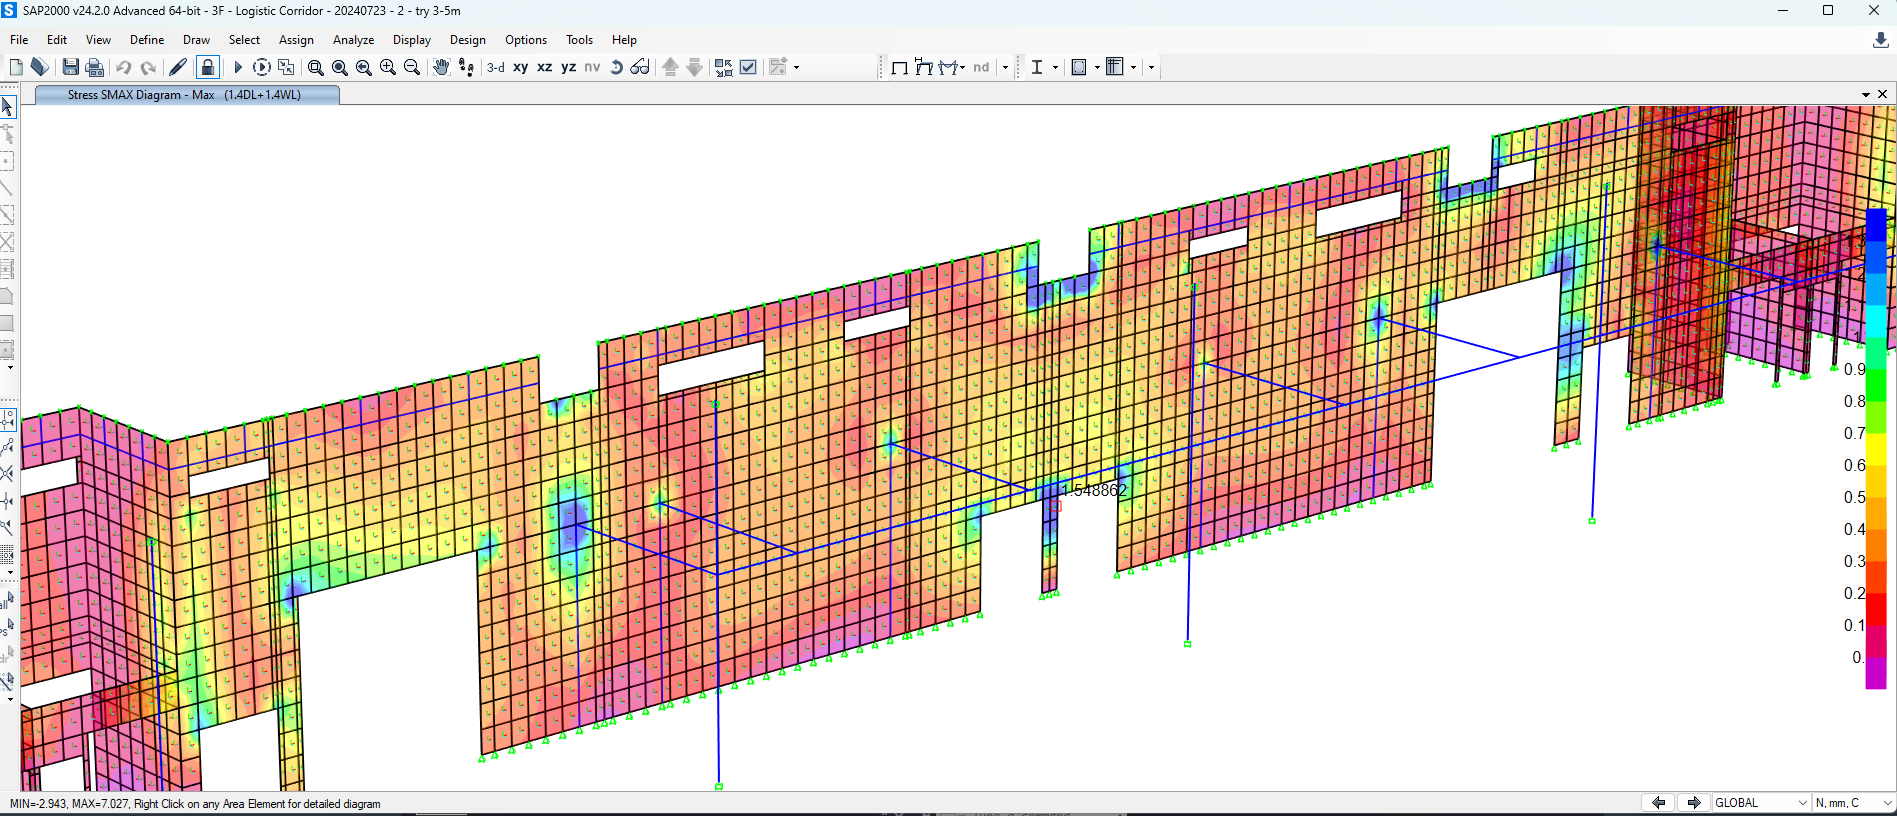 SAP2000 v24.2.0 Advanced 64-bit - 3F - Logistic Corridor - 20240723 - 2 - try 3-5m
File Edit View Define Draw Select Assign Analyze Display Design Options Tools Help
3-d xy xz yz nv nd
Stress SMAX Diagram - Max (1.4DL+1.4WL)
1.548862
0.9
0.8
0.7
0.6
0.5
0.4
0.3
0.2
0.1
0.
MIN=-2.943, MAX=7.027, Right Click on any Area Element for detailed diagram
GLOBAL
N, mm, C